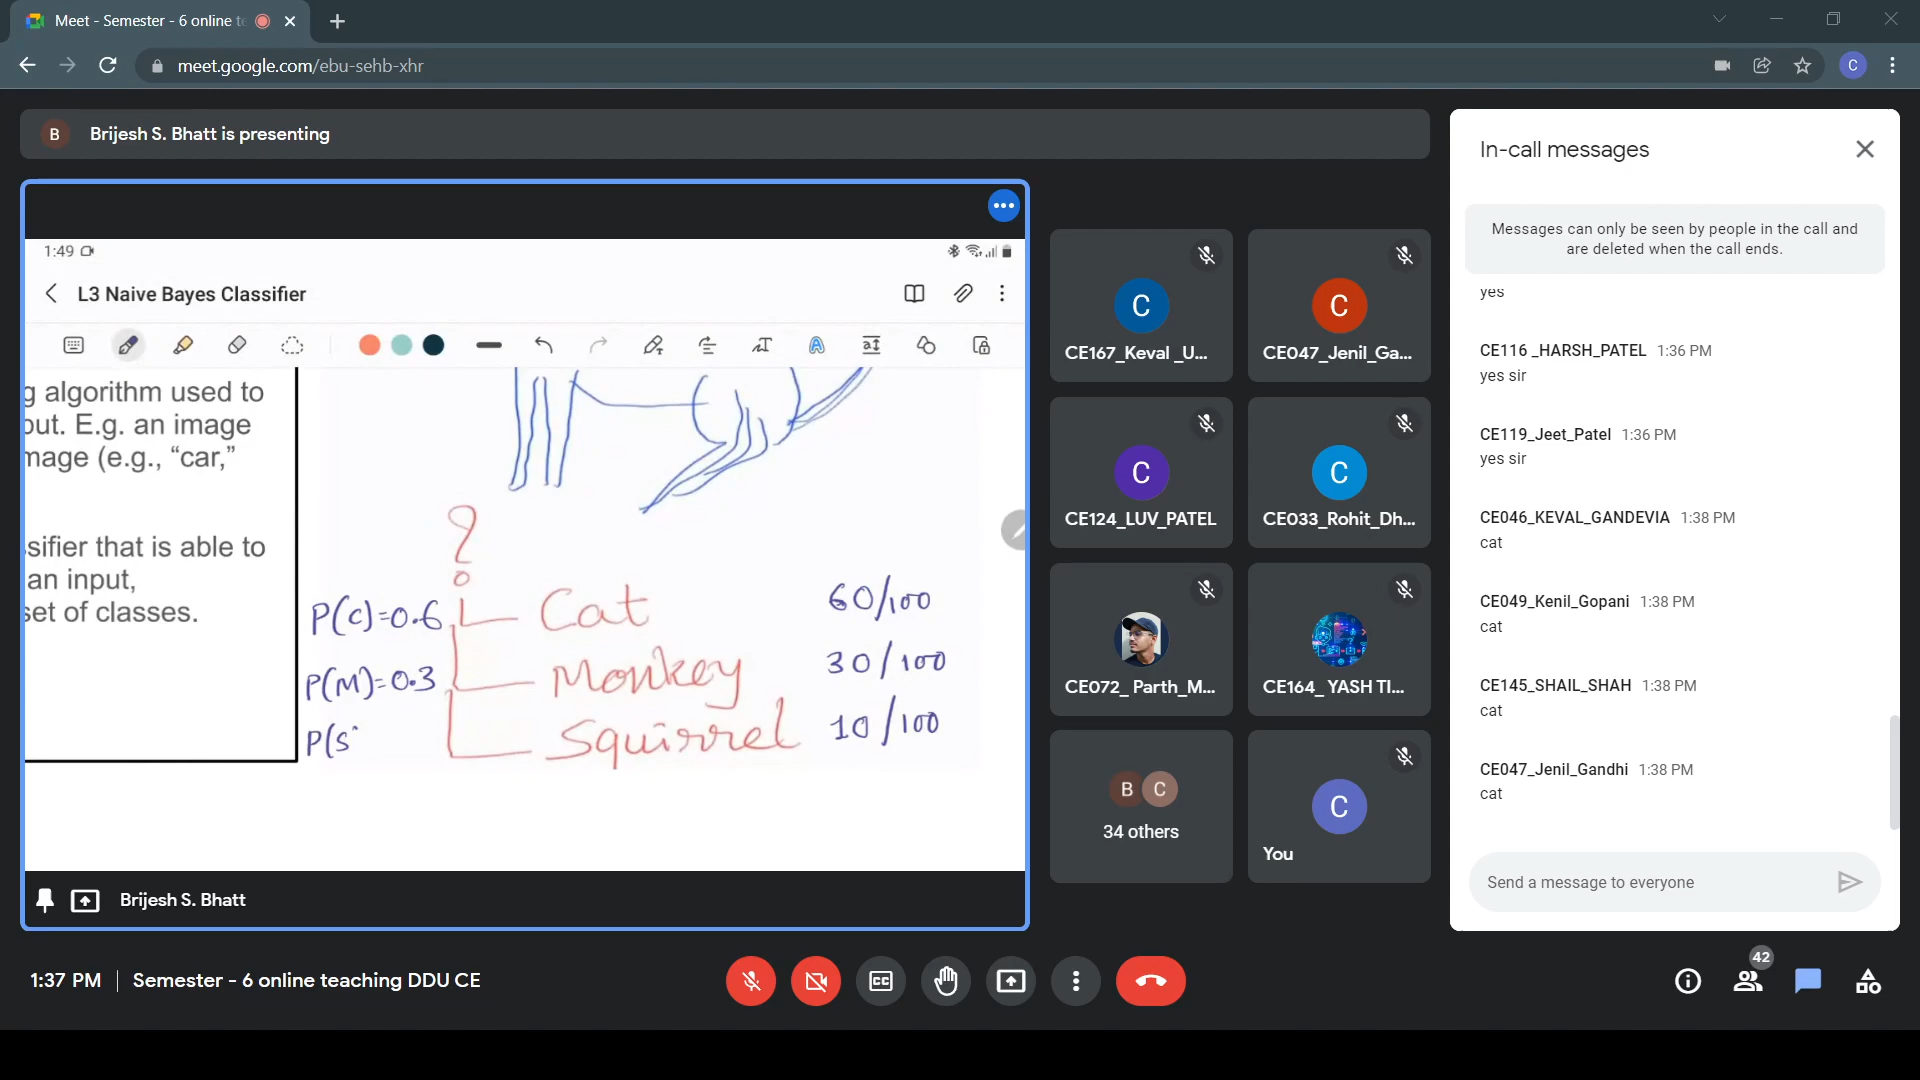 Meet - Semester - 6 online te
meet.google.com/ebu-sehb-xhr
C
B
Brijesh S. Bhatt is presenting
1:49
L3 Naive Bayes Classifier
g algorithm used to
out. E.g. an image
mage (e.g., “car,”
ssifier that is able to
an input,
set of classes.
?
P(c)=0.6 Cat 60/100
P(M)=0.3 Monkey 30/100
P(s Squirrel 10/100
Brijesh S. Bhatt
C
CE167_Keval _U...
C
CE047_Jenil_Ga...
C
CE124_LUV_PATEL
C
CE033_Rohit_Dh...
CE072_ Parth_M...
CE164_ YASH TI...
B C
34 others
C
You
In-call messages
Messages can only be seen by people in the call and
are deleted when the call ends.
yes
CE116 _HARSH_PATEL 1:36 PM
yes sir
CE119_Jeet_Patel 1:36 PM
yes sir
CE046_KEVAL_GANDEVIA 1:38 PM
cat
CE049_Kenil_Gopani 1:38 PM
cat
CE145_SHAIL_SHAH 1:38 PM
cat
CE047_Jenil_Gandhi 1:38 PM
cat
Send a message to everyone
1:37 PM | Semester - 6 online teaching DDU CE
42